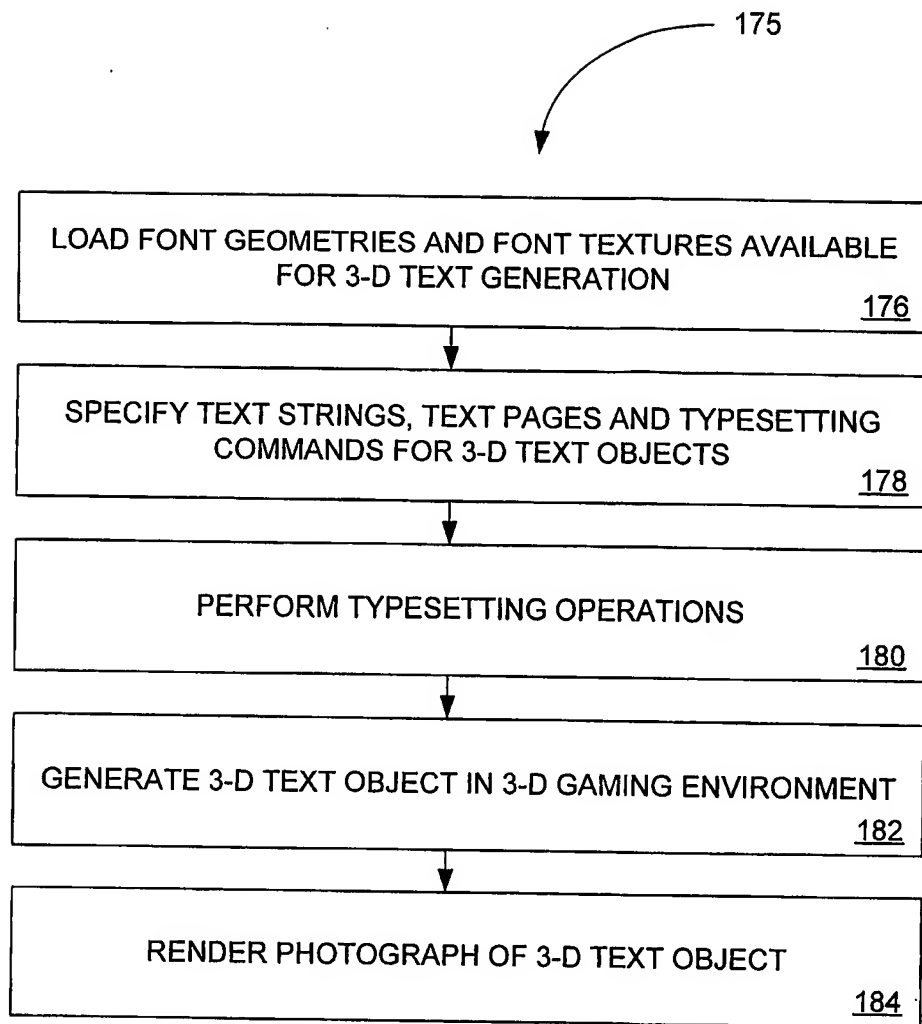 175
LOAD FONT GEOMETRIES AND FONT TEXTURES AVAILABLE
FOR 3-D TEXT GENERATION
176
SPECIFY TEXT STRINGS, TEXT PAGES AND TYPESETTING
COMMANDS FOR 3-D TEXT OBJECTS
178
PERFORM TYPESETTING OPERATIONS
180
GENERATE 3-D TEXT OBJECT IN 3-D GAMING ENVIRONMENT
182
RENDER PHOTOGRAPH OF 3-D TEXT OBJECT
184